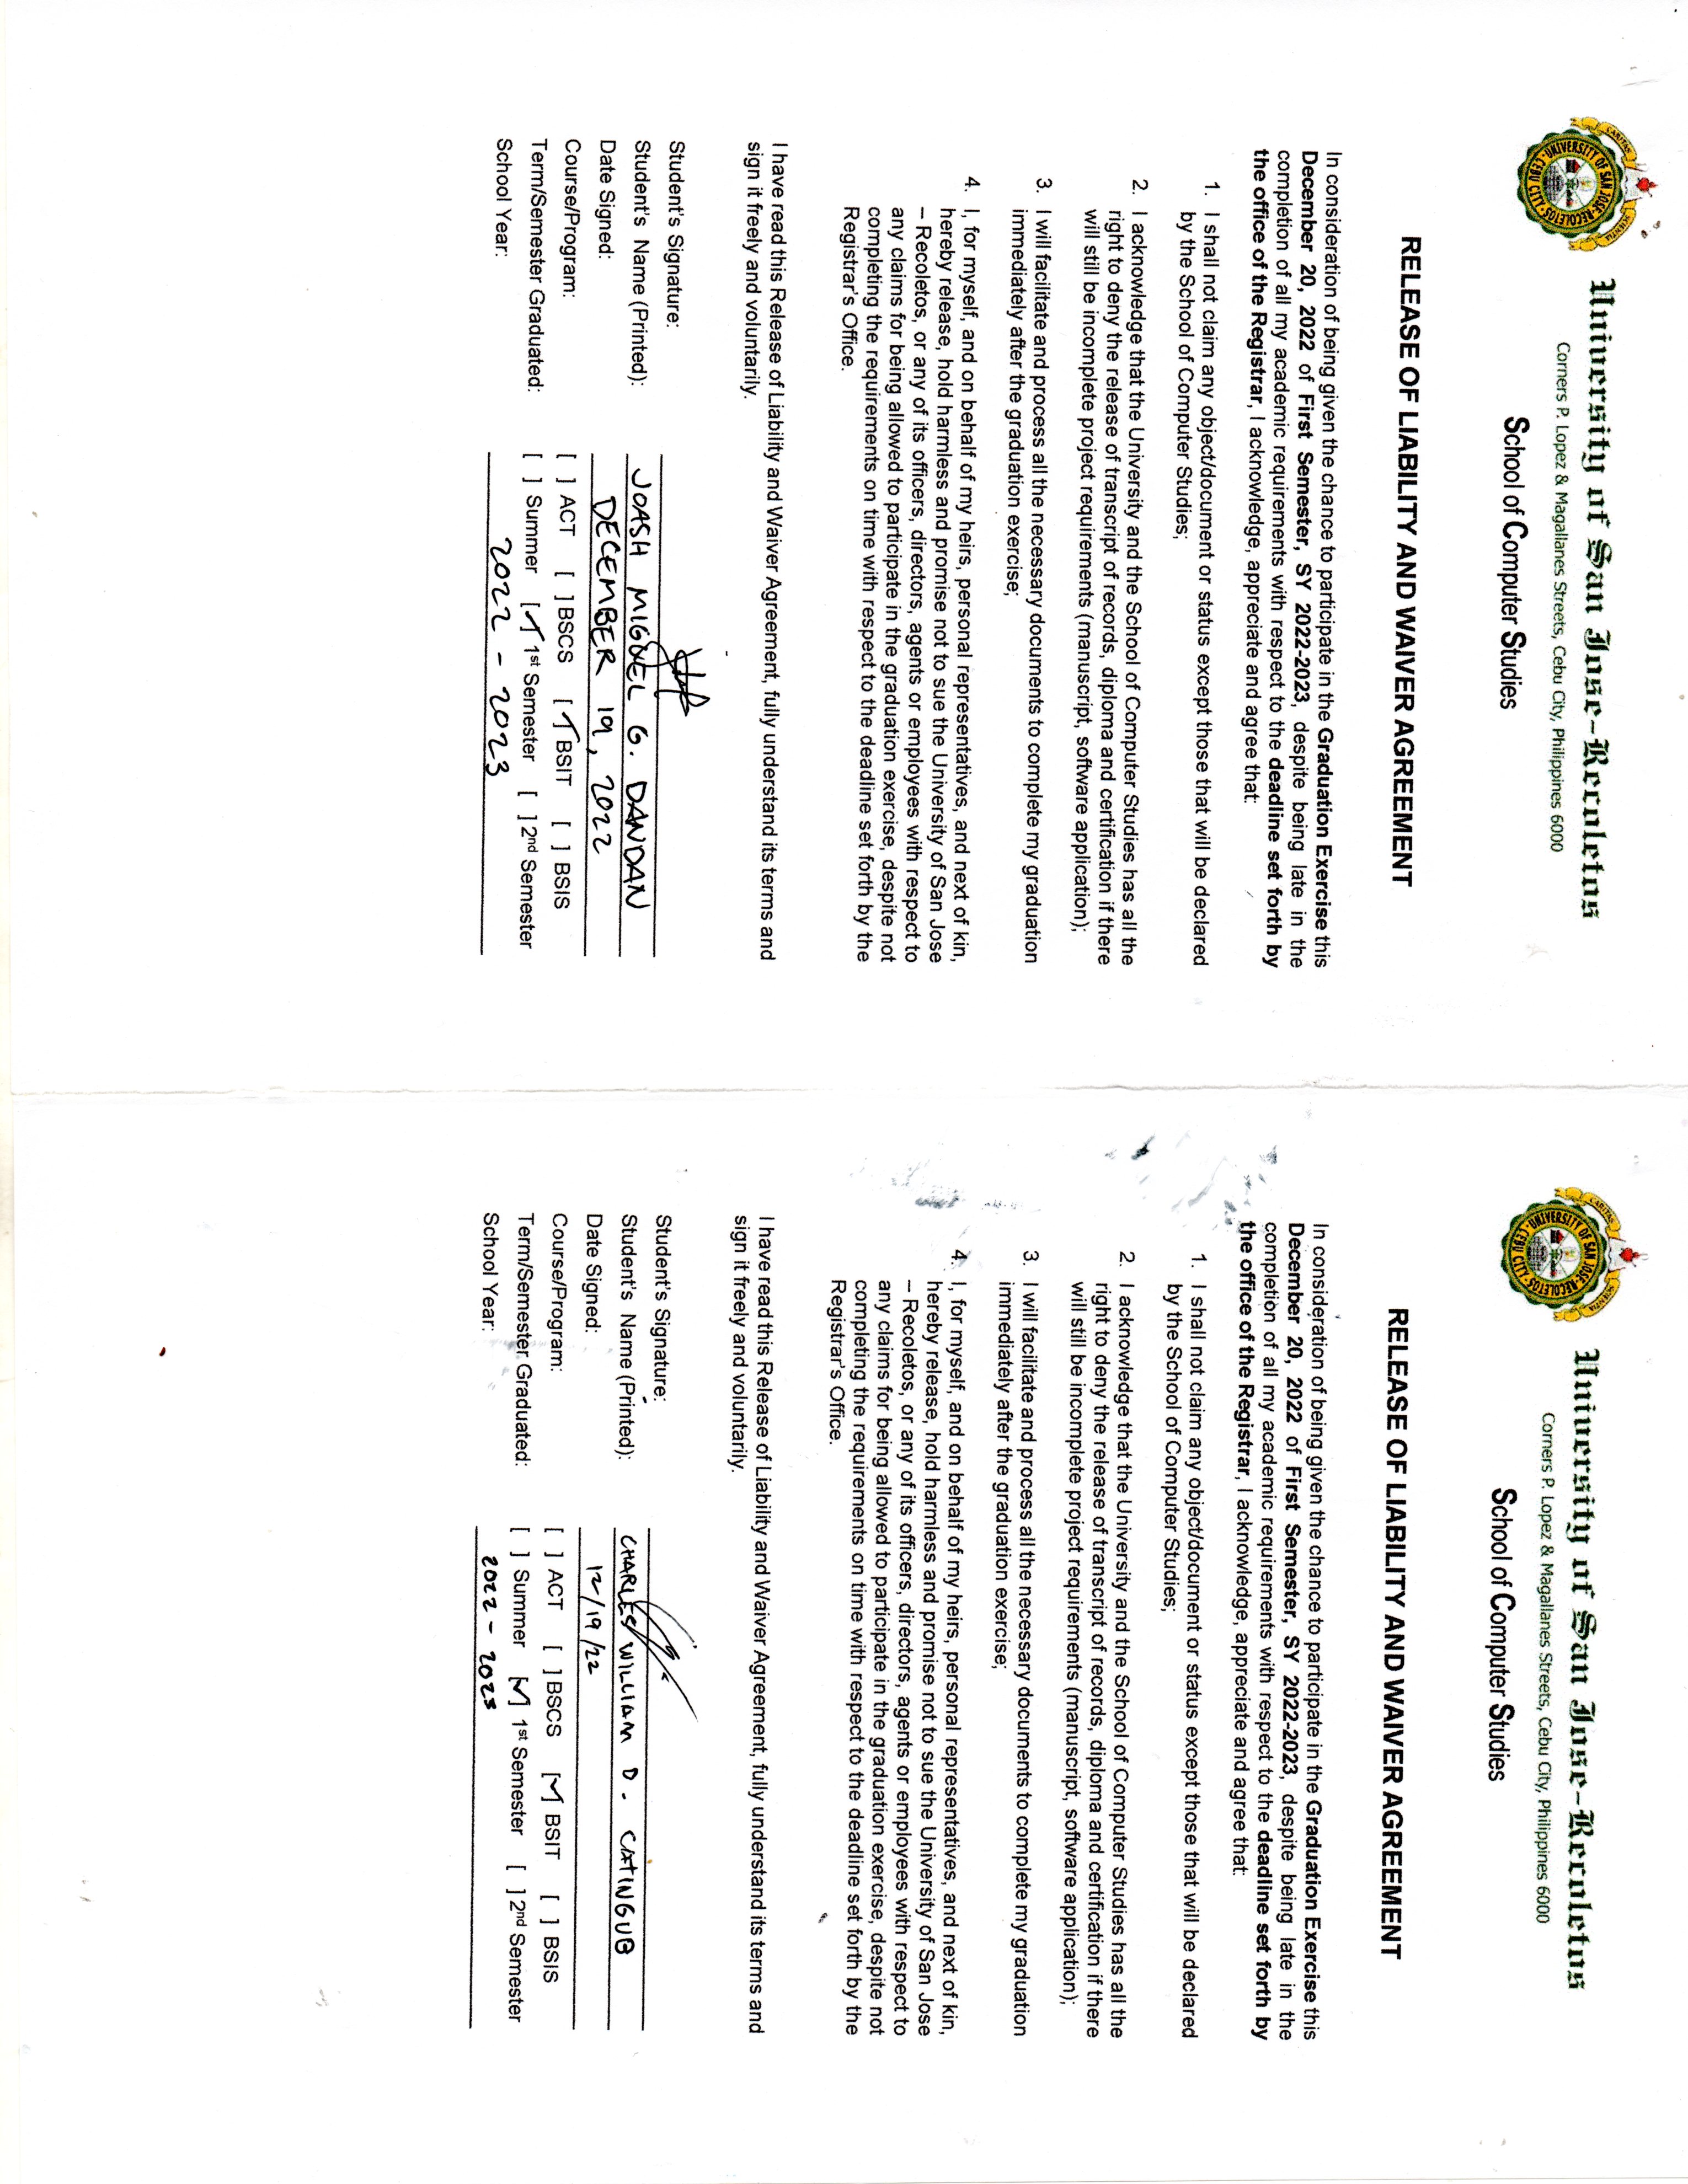 University of San Jose-Recoletos
Corners P. Lopez & Magallanes Streets, Cebu City, Philippines 6000
School of Computer Studies
RELEASE OF LIABILITY AND WAIVER AGREEMENT
In consideration of being given the chance to participate in the Graduation Exercise this
December 20, 2022 of First Semester, SY 2022-2023, despite being late in the
completion of all my academic requirements with respect to the deadline set forth by
the office of the Registrar, I acknowledge, appreciate and agree that:
1. I shall not claim any object/document or status except those that will be declared
by the School of Computer Studies;
2. I acknowledge that the University and the School of Computer Studies has all the
right to deny the release of transcript of records, diploma and certification if there
will still be incomplete project requirements (manuscript, software application);
3. I will facilitate and process all the necessary documents to complete my graduation
immediately after the graduation exercise;
4. I, for myself, and on behalf of my heirs, personal representatives, and next of kin,
hereby release, hold harmless and promise not to sue the University of San Jose
– Recoletos, or any of its officers, directors, agents or employees with respect to
any claims for being allowed to participate in the graduation exercise, despite not
completing the requirements on time with respect to the deadline set forth by the
Registrar's Office.
I have read this Release of Liability and Waiver Agreement, fully understand its terms and
sign it freely and voluntarily.
Student's Signature:
Student's Name (Printed): JOASH MIGUEL G. DANDAN
Date Signed: DECEMBER 19, 2022
Course/Program: [ ] ACT [ ] BSCS [✓] BSIT [ ] BSIS
Term/Semester Graduated: [ ] Summer [✓] 1st Semester [ ] 2nd Semester
School Year: 2022 - 2023
University of San Jose-Recoletos
Corners P. Lopez & Magallanes Streets, Cebu City, Philippines 6000
School of Computer Studies
RELEASE OF LIABILITY AND WAIVER AGREEMENT
In consideration of being given the chance to participate in the Graduation Exercise this
December 20, 2022 of First Semester, SY 2022-2023, despite being late in the
completion of all my academic requirements with respect to the deadline set forth by
the office of the Registrar, I acknowledge, appreciate and agree that:
1. I shall not claim any object/document or status except those that will be declared
by the School of Computer Studies;
2. I acknowledge that the University and the School of Computer Studies has all the
right to deny the release of transcript of records, diploma and certification if there
will still be incomplete project requirements (manuscript, software application);
3. I will facilitate and process all the necessary documents to complete my graduation
immediately after the graduation exercise;
4. I, for myself, and on behalf of my heirs, personal representatives, and next of kin,
hereby release, hold harmless and promise not to sue the University of San Jose
– Recoletos, or any of its officers, directors, agents or employees with respect to
any claims for being allowed to participate in the graduation exercise, despite not
completing the requirements on time with respect to the deadline set forth by the
Registrar's Office.
I have read this Release of Liability and Waiver Agreement, fully understand its terms and
sign it freely and voluntarily.
Student's Signature:
Student's Name (Printed): CHARLES WILLIAM D. CATINGUB
Date Signed: 12/19/22
Course/Program: [ ] ACT [ ] BSCS [✓] BSIT [ ] BSIS
Term/Semester Graduated: [ ] Summer [✓] 1st Semester [ ] 2nd Semester
School Year: 2022 - 2023